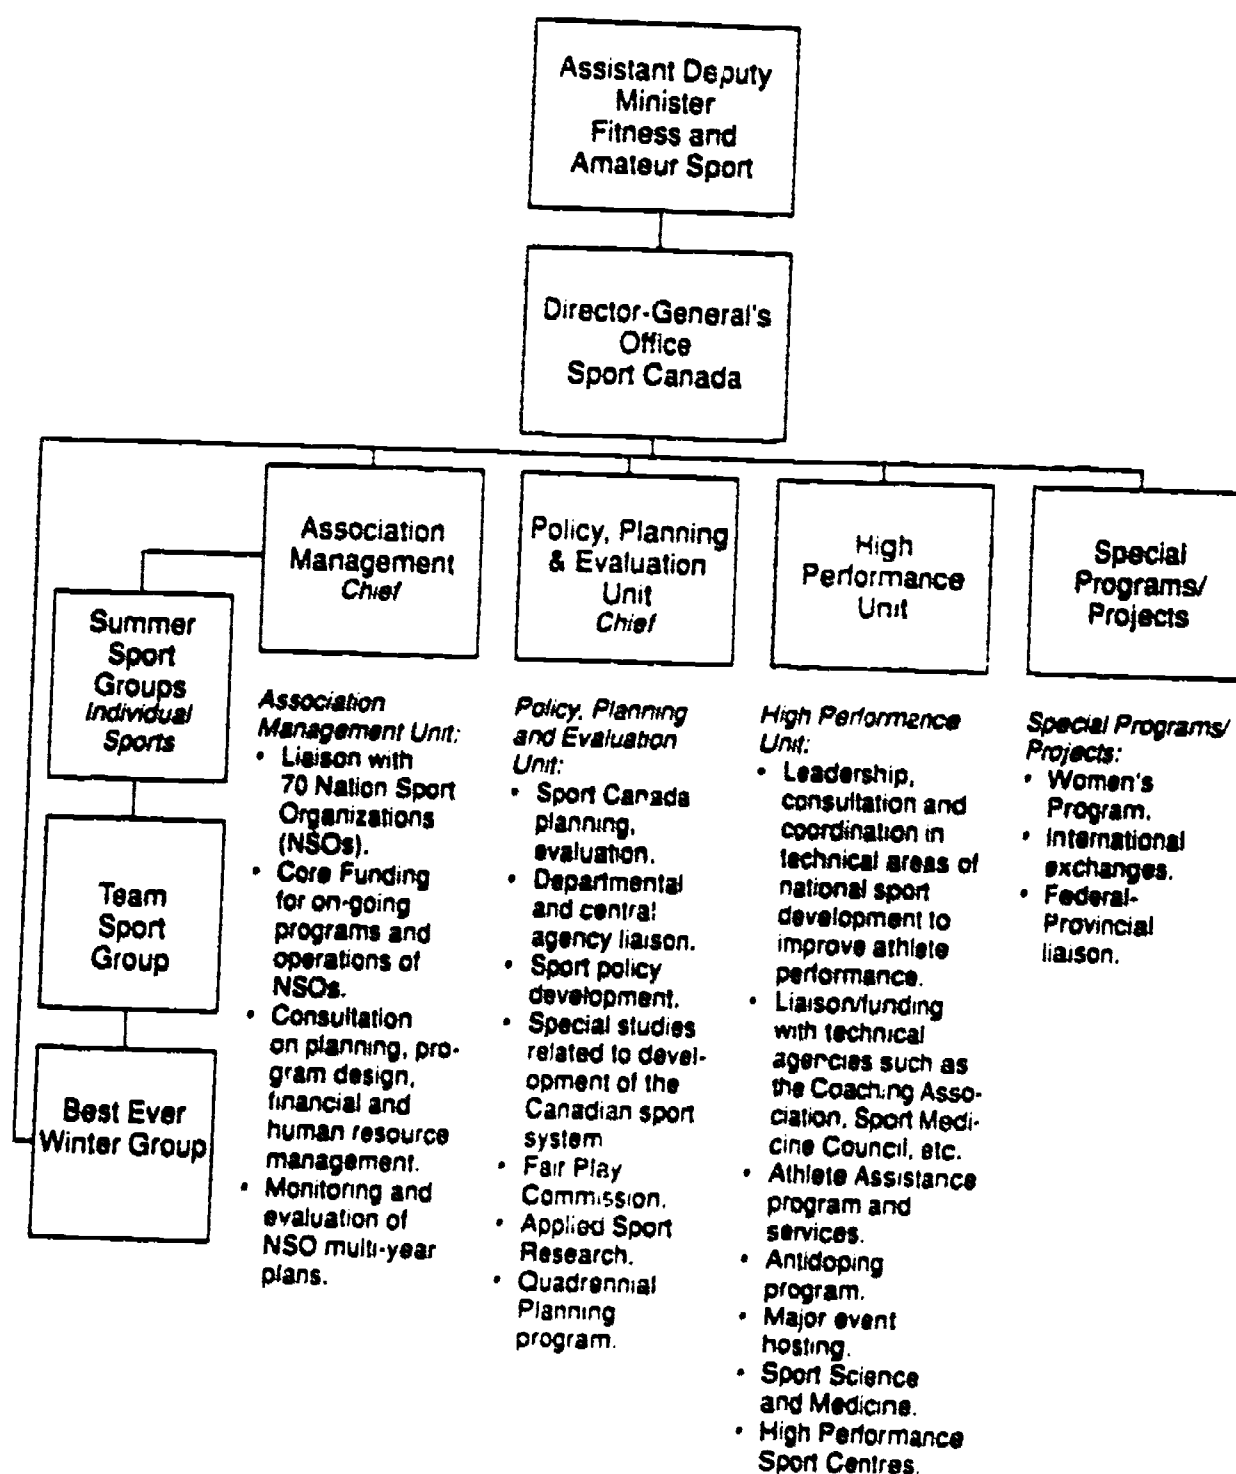 Assistant Deputy
Minister
Fitness and
Amateur Sport
Director-General's
Office
Sport Canada
Association
Management
Chief
Policy, Planning
& Evaluation
Unit
Chief
High
Performance
Unit
Special
Programs/
Projects
Summer
Sport
Groups
Individual
Sports
Team
Sport
Group
Best Ever
Winter Group
Association
Management Unit:
• Liaison with
70 Nation Sport
Organizations
(NSOs).
• Core Funding
for on-going
programs and
operations of
NSOs.
• Consultation
on planning, pro-
gram design,
financial and
human resource
management.
• Monitoring and
evaluation of
NSO multi-year
plans.
Policy, Planning
and Evaluation
Unit:
• Sport Canada
planning,
evaluation.
• Departmental
and central
agency liaison.
• Sport policy
development.
• Special studies
related to devel-
opment of the
Canadian sport
system
• Fair Play
Commission.
• Applied Sport
Research.
• Quadrennial
Planning
program.
High Performance
Unit:
• Leadership,
consultation and
coordination in
technical areas of
national sport
development to
improve athlete
performance.
• Liaison/funding
with technical
agencies such as
the Coaching Asso-
ciation, Sport Medi-
cine Council, etc.
• Athlete Assistance
program and
services.
• Antidoping
program.
• Major event
hosting.
• Sport Science
and Medicine.
• High Performance
Sport Centres.
Special Programs/
Projects:
• Women's
Program.
• International
exchanges.
• Federal-
Provincial
liaison.